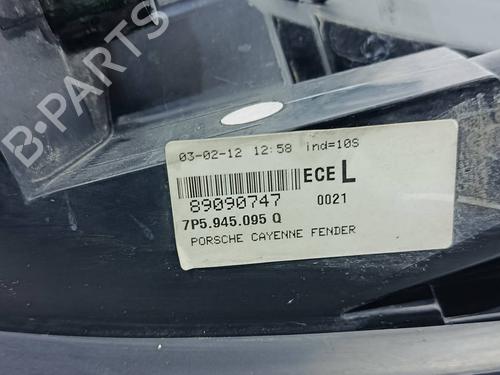 B-PARTS
03-02-12 12:58 ind=10S
ECE L
89090747 0021
7P5.945.095 Q
PORSCHE CAYENNE FENDER